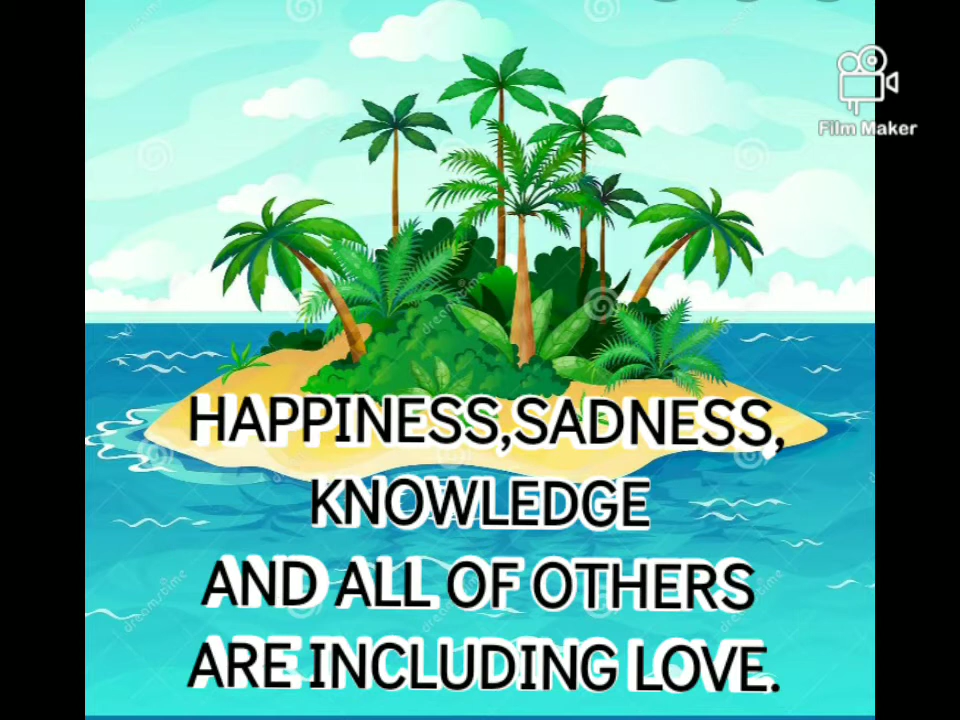 Film Maker
HAPPINESS,SADNESS,
KNOWLEDGE
AND ALL OF OTHERS
ARE INCLUDING LOVE.